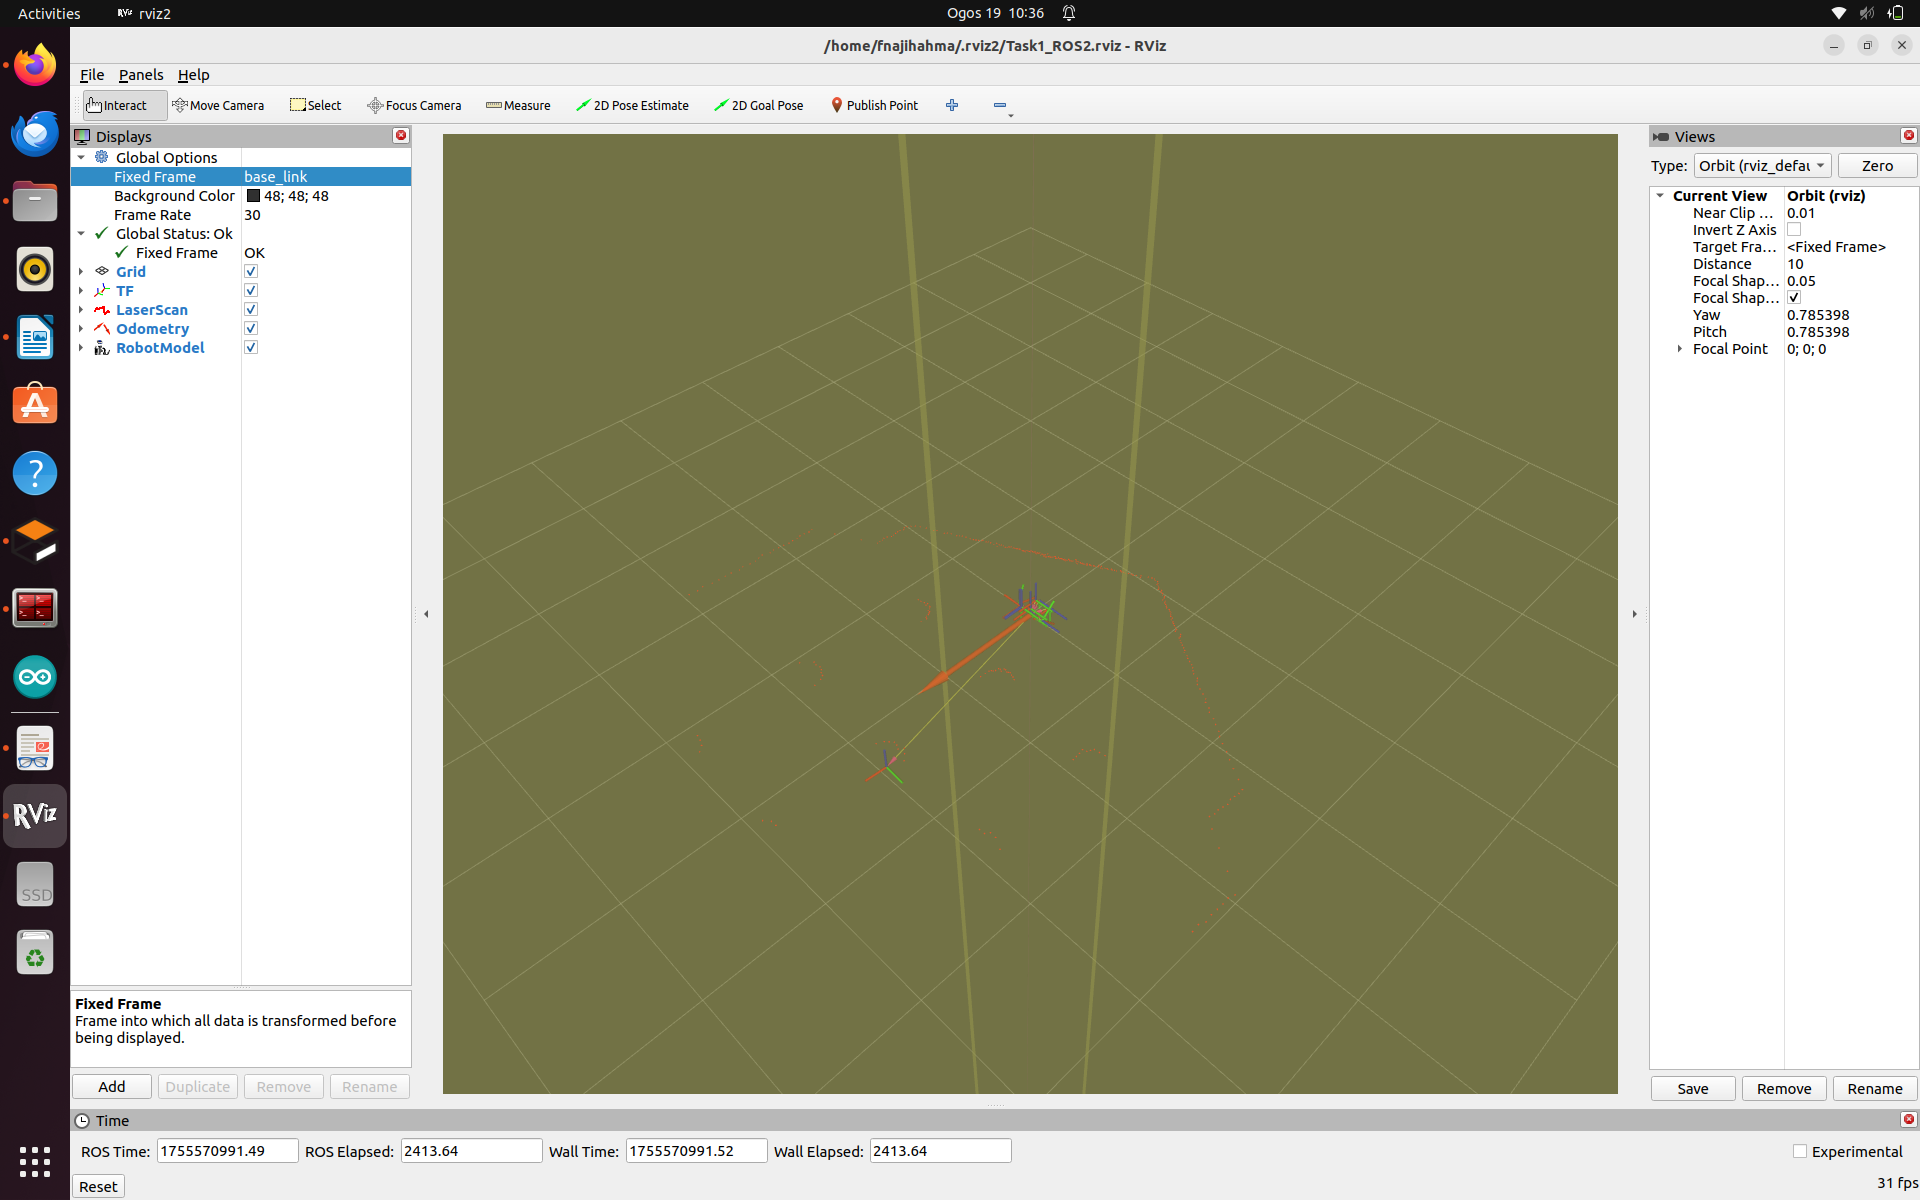 Activities
RViz rviz2
Ogos 19 10:36
/home/fnajihahma/.rviz2/Task1_ROS2.rviz - RViz
File Panels Help
Interact Move Camera Select Focus Camera Measure 2D Pose Estimate 2D Goal Pose Publish Point
Displays
Global Options
Fixed Frame base_link
Background Color 48; 48; 48
Frame Rate 30
Global Status: Ok
Fixed Frame OK
Grid
TF
LaserScan
Odometry
RobotModel
Fixed Frame
Frame into which all data is transformed before
being displayed.
Add Duplicate Remove Rename
Views
Type: Orbit (rviz_defau Zero
Current View Orbit (rviz)
Near Clip ... 0.01
Invert Z Axis
Target Fra... <Fixed Frame>
Distance 10
Focal Shap... 0.05
Focal Shap...
Yaw 0.785398
Pitch 0.785398
Focal Point 0; 0; 0
Save Remove Rename
RViz
SSD
Time
ROS Time: 1755570991.49 ROS Elapsed: 2413.64 Wall Time: 1755570991.52 Wall Elapsed: 2413.64 Experimental
Reset 31 fps